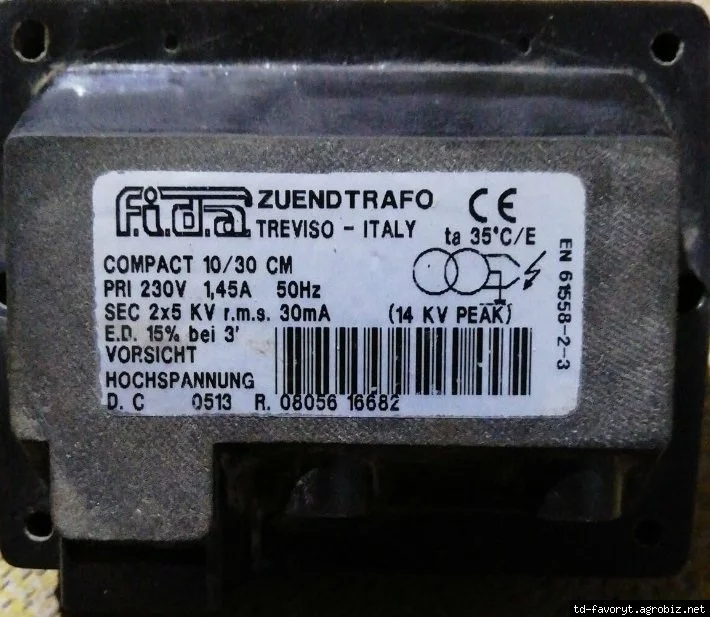 f.i.d.a ZUENDTRAFO CE
TREVISO - ITALY ta 35°C/E
COMPACT 10/30 CM
PRI 230V 1,45A 50Hz
SEC 2x5 KV r.m.s. 30mA (14 KV PEAK)
E.D. 15% bei 3'
VORSICHT
HOCHSPANNUNG
D. C 0513 R. 08056 16682
EN 61558-2-3
td-favoryt.agrobiz.net